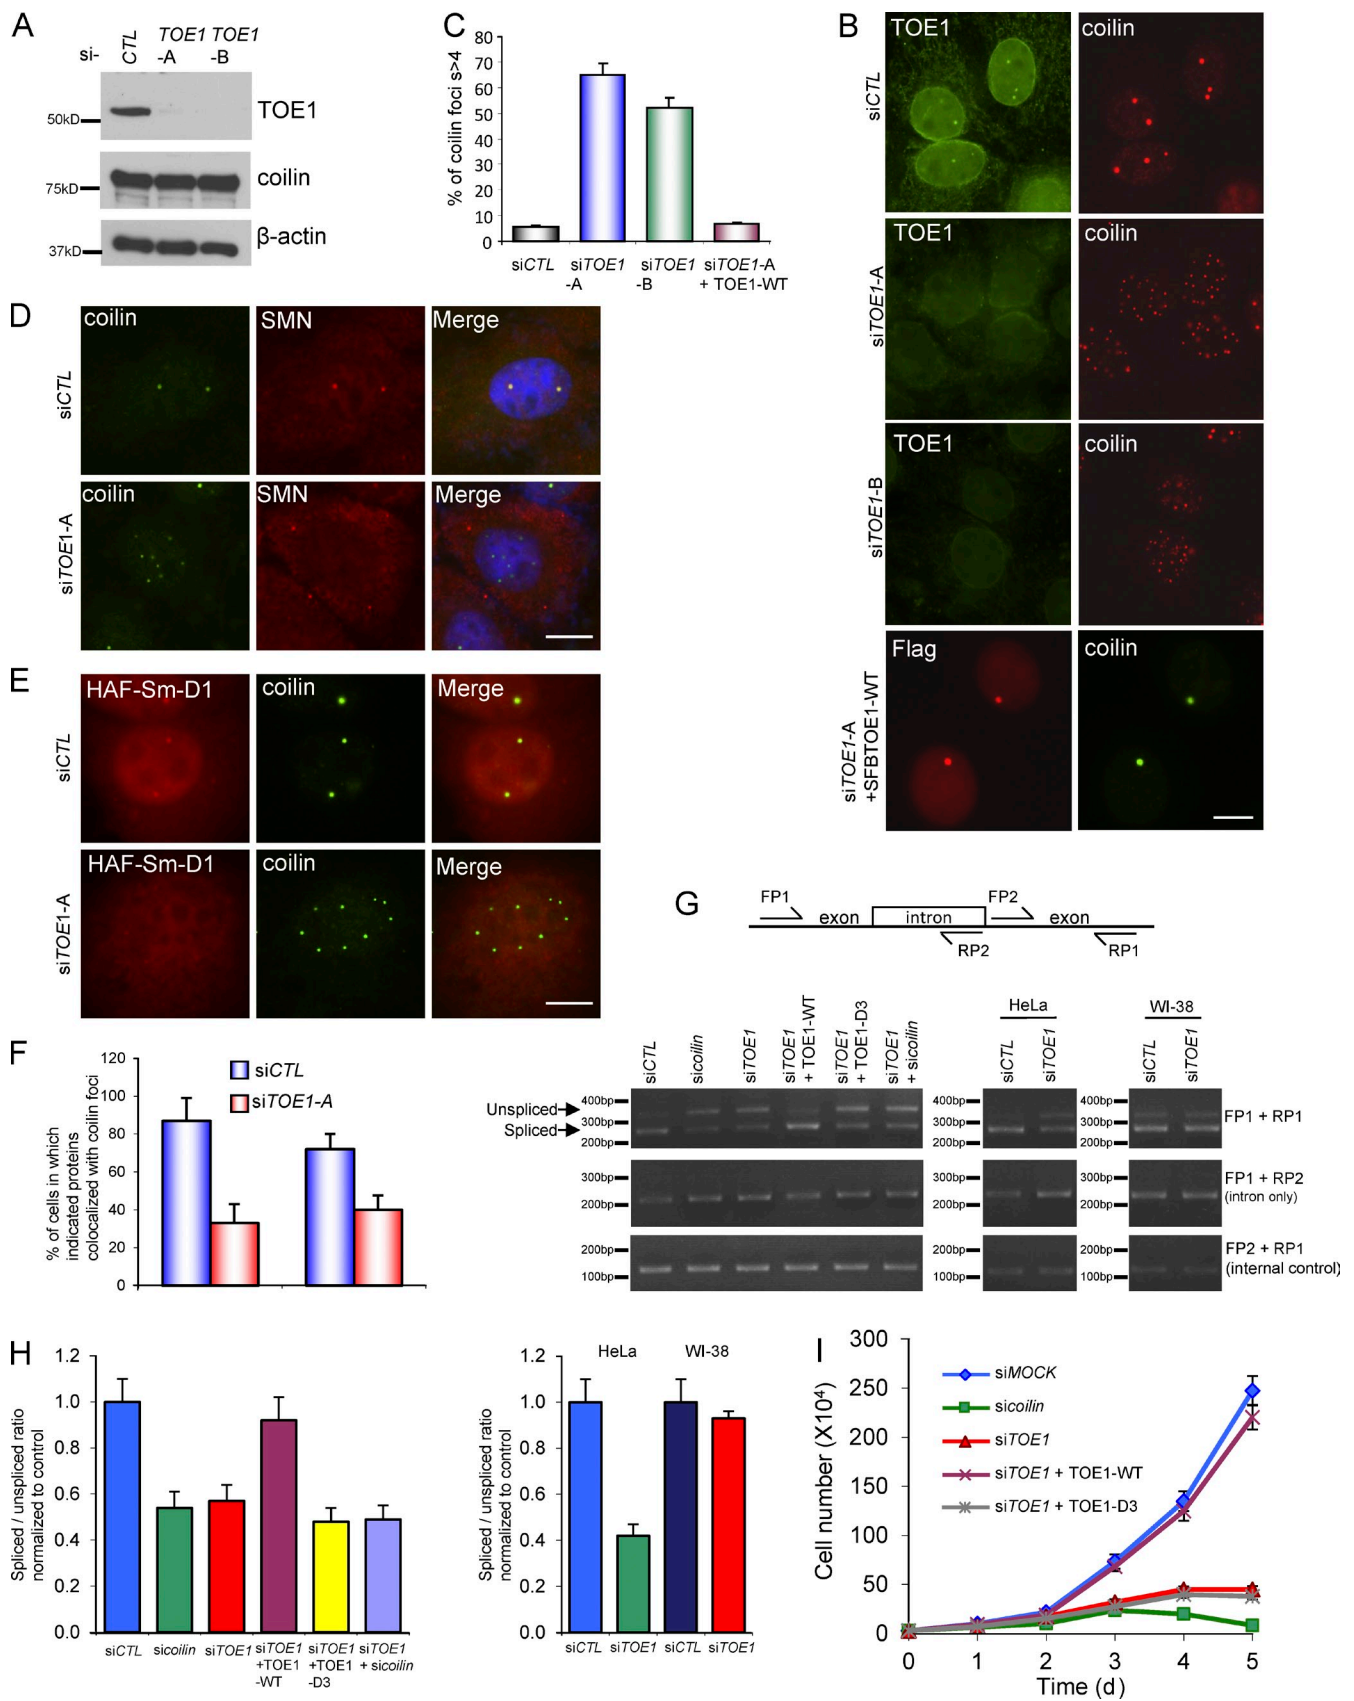 A
si-
CTL
TOE1
-A
TOE1
-B
50kD
TOE1
75kD
coilin
37kD
β-actin
C
% of coilin foci s>4
80
70
60
50
40
30
20
10
0
siCTL
siTOE1
-A
siTOE1
-B
siTOE1-A
+ TOE1-WT
B
siCTL
TOE1
coilin
siTOE1-A
TOE1
coilin
siTOE1-B
TOE1
coilin
siTOE1-A
+SFBTOE1-WT
Flag
coilin
D
siCTL
coilin
SMN
Merge
siTOE1-A
coilin
SMN
Merge
E
siCTL
HAF-Sm-D1
coilin
Merge
siTOE1-A
HAF-Sm-D1
coilin
Merge
F
% of cells in which
indicated proteins
colocalized with coilin foci
120
100
80
60
40
20
0
siCTL
siTOE1-A
G
FP1
exon
intron
FP2
exon
RP2
RP1
siCTL
sicoilin
siTOE1
siTOE1
+ TOE1-WT
siTOE1
+ TOE1-D3
siTOE1
+ sicoilin
HeLa
siCTL
siTOE1
WI-38
siCTL
siTOE1
Unspliced
Spliced
400bp
300bp
200bp
400bp
300bp
200bp
400bp
300bp
200bp
FP1 + RP1
300bp
200bp
300bp
200bp
300bp
200bp
FP1 + RP2
(intron only)
200bp
100bp
200bp
100bp
200bp
100bp
FP2 + RP1
(internal control)
H
Spliced / unspliced ratio
normalized to control
1.2
1.0
0.8
0.6
0.4
0.2
0.0
siCTL
sicoilin
siTOE1
siTOE1
+TOE1
-WT
siTOE1
+TOE1
-D3
siTOE1
+ sicoilin
Spliced / unspliced ratio
normalized to control
1.2
1.0
0.8
0.6
0.4
0.2
0.0
HeLa
WI-38
siCTL
siTOE1
siCTL
siTOE1
I
Cell number (X10⁴)
300
250
200
150
100
50
0
siMOCK
sicoilin
siTOE1
siTOE1 + TOE1-WT
siTOE1 + TOE1-D3
0
1
2
3
4
5
Time (d)